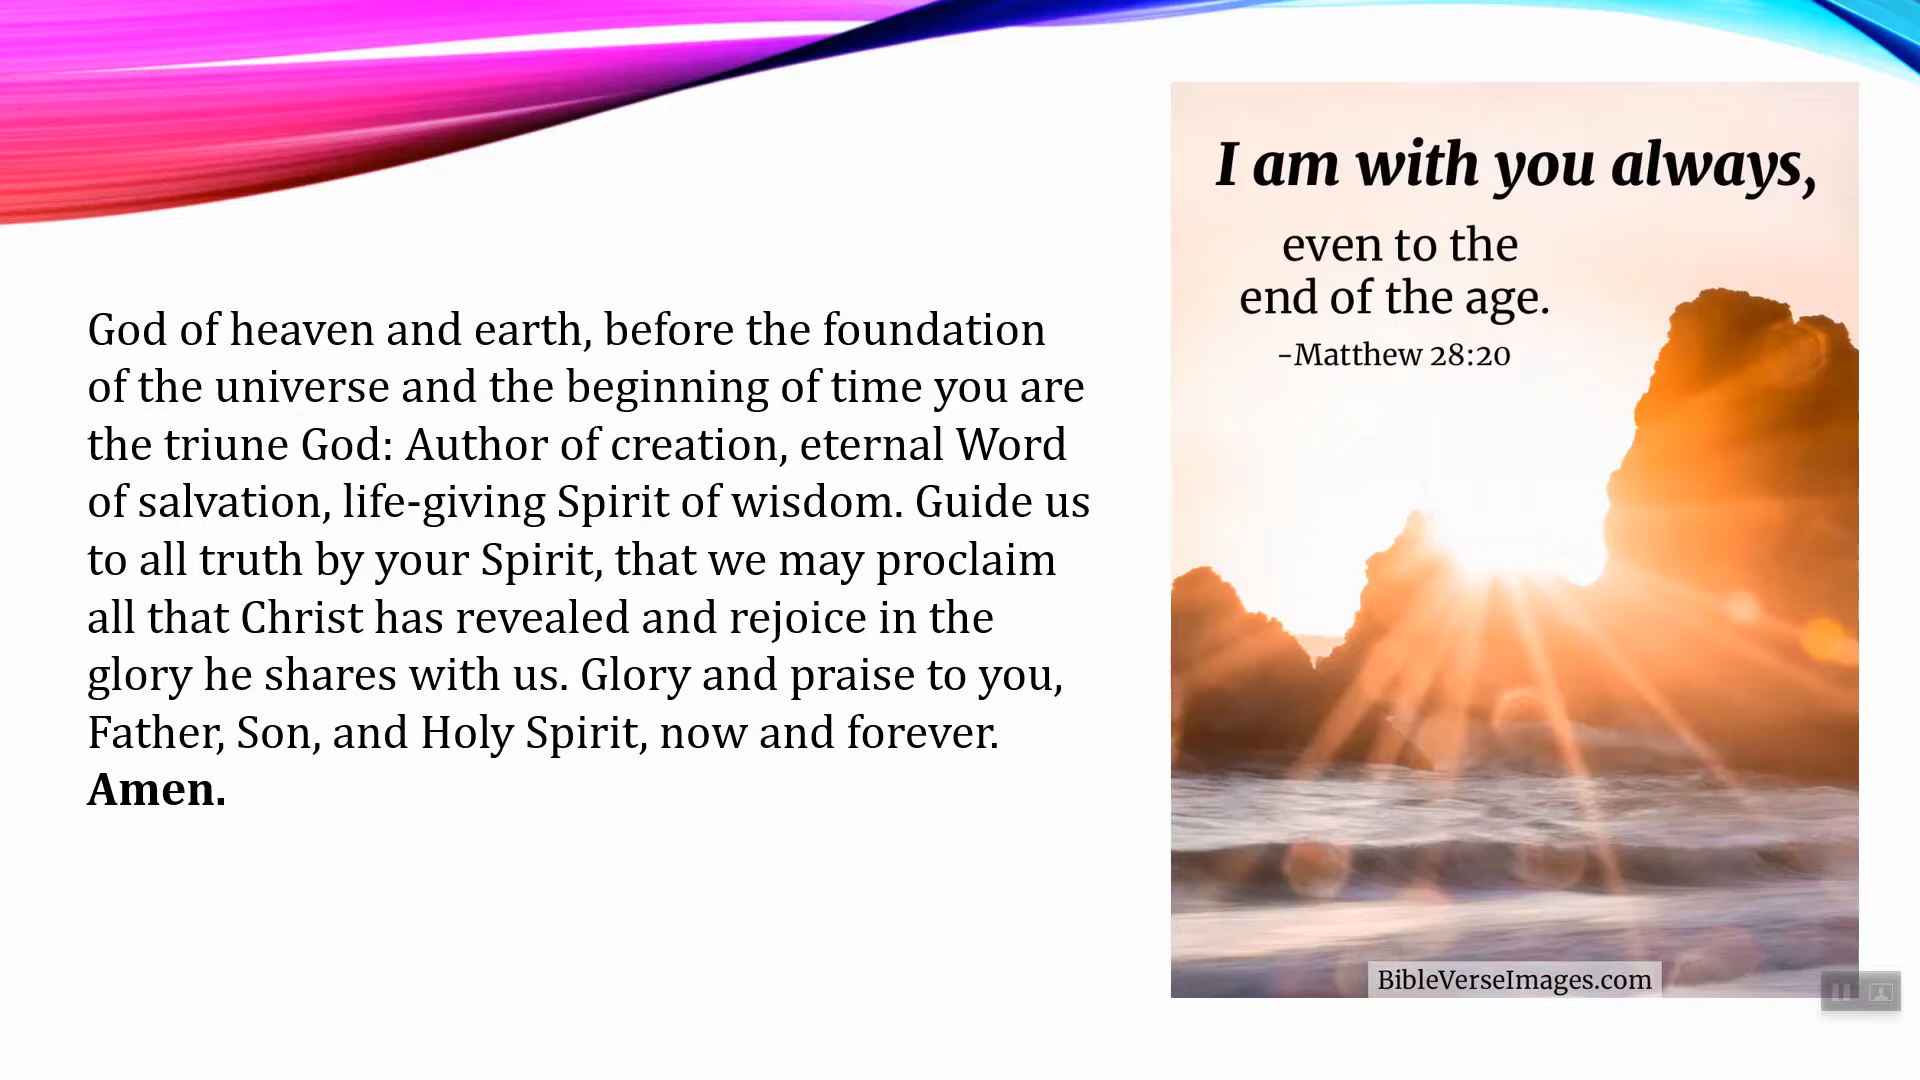 God of heaven and earth, before the foundation
of the universe and the beginning of time you are
the triune God: Author of creation, eternal Word
of salvation, life-giving Spirit of wisdom. Guide us
to all truth by your Spirit, that we may proclaim
all that Christ has revealed and rejoice in the
glory he shares with us. Glory and praise to you,
Father, Son, and Holy Spirit, now and forever.
Amen.
I am with you always,
even to the
end of the age.
-Matthew 28:20
BibleVerseImages.com